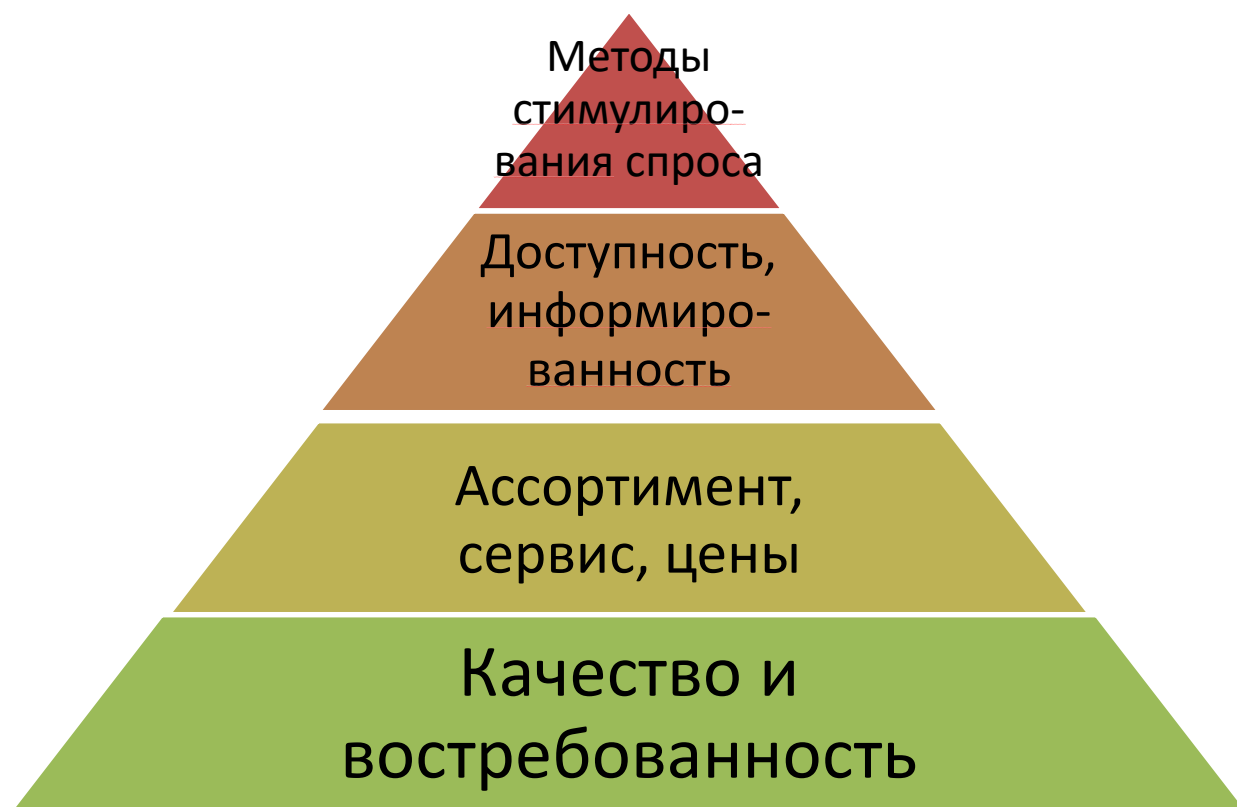 Методы
стимулиро-
вания спроса
Доступность,
информиро-
ванность
Ассортимент,
сервис, цены
Качество и
востребованность